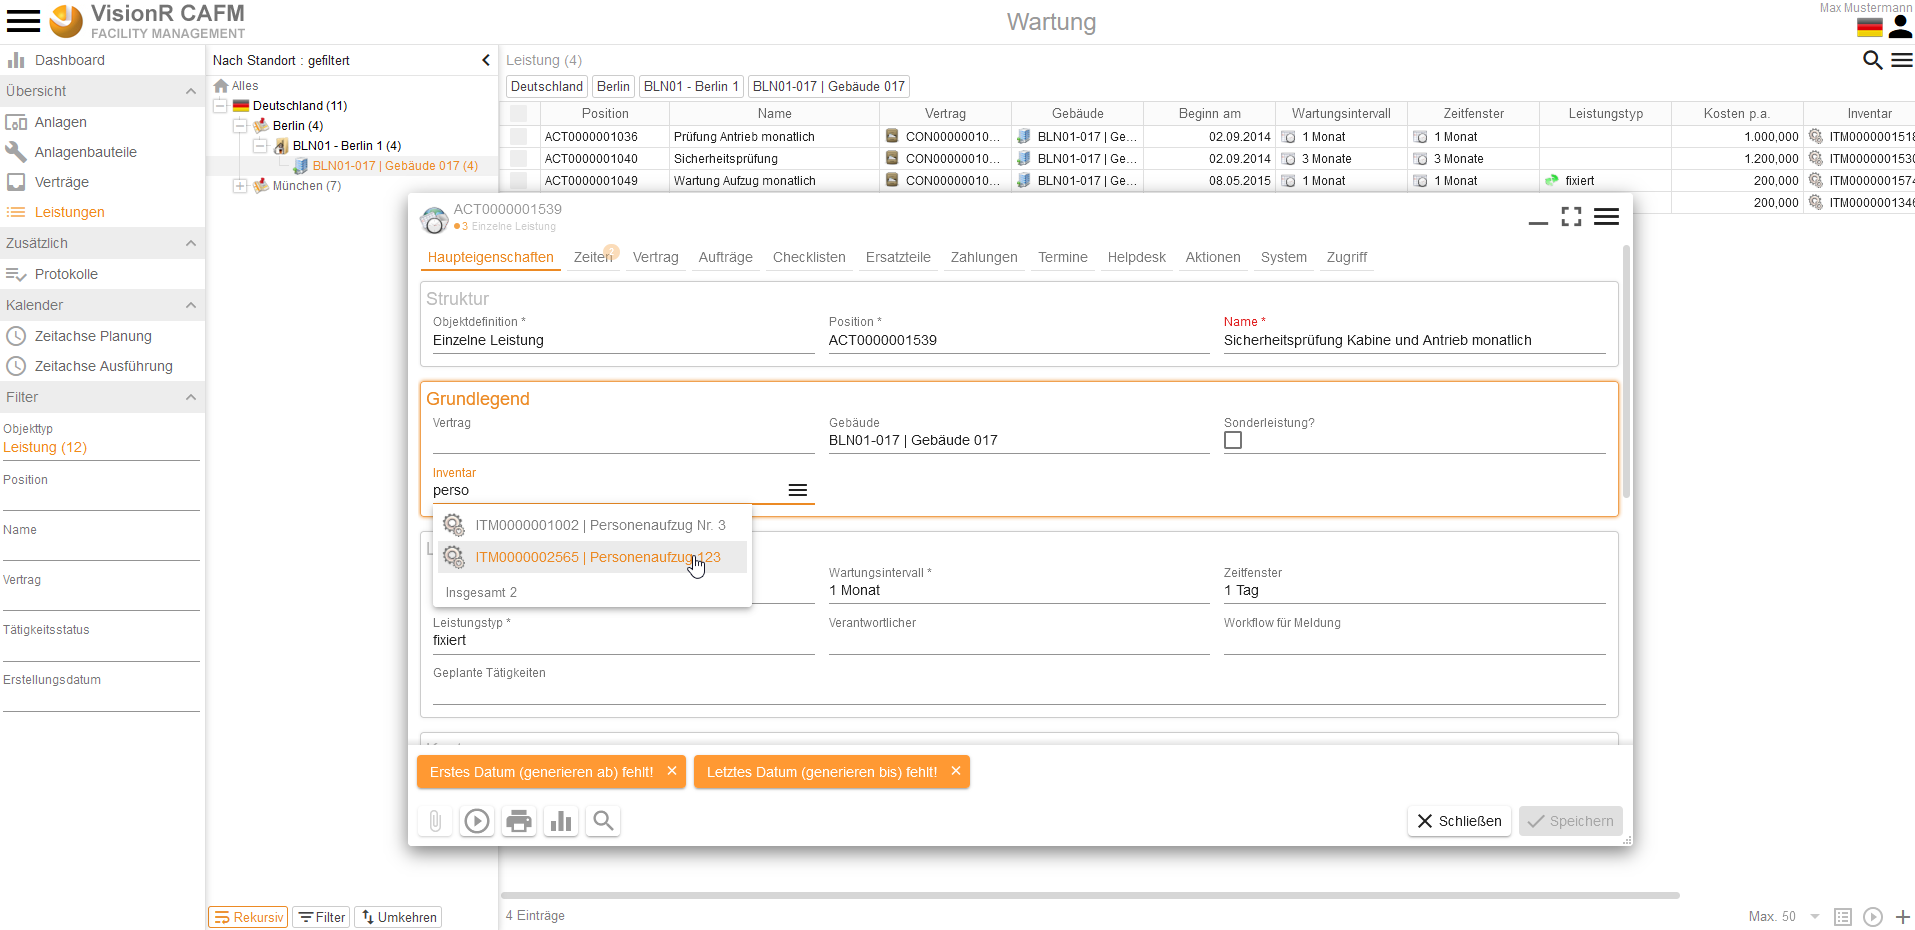 VisionR CAFM
FACILITY MANAGEMENT
Wartung
Max Mustermann
Dashboard
Übersicht
Anlagen
Anlagenbauteile
Verträge
Leistungen
Zusätzlich
Protokolle
Kalender
Zeitachse Planung
Zeitachse Ausführung
Filter
Objekttyp
Leistung (12)
Position
Name
Vertrag
Tätigkeitsstatus
Erstellungsdatum
Nach Standort : gefiltert
Alles
Deutschland (11)
Berlin (4)
BLN01 - Berlin 1 (4)
BLN01-017 | Gebäude 017 (4)
München (7)
Rekursiv
Filter
Umkehren
Leistung (4)
Deutschland Berlin BLN01 - Berlin 1 BLN01-017 | Gebäude 017
Position Name Vertrag Gebäude Beginn am Wartungsintervall Zeitfenster Leistungstyp Kosten p.a. Inventar
ACT0000001036 Prüfung Antrieb monatlich CON00000010... BLN01-017 | Ge... 02.09.2014 1 Monat 1 Monat 1.000,000 ITM0000001518
ACT0000001040 Sicherheitsprüfung CON00000010... BLN01-017 | Ge... 02.09.2014 3 Monate 3 Monate 1.200,000 ITM0000001530
ACT0000001049 Wartung Aufzug monatlich CON00000010... BLN01-017 | Ge... 08.05.2015 1 Monat 1 Monat fixiert 200,000 ITM0000001574
200,000 ITM0000001346
ACT0000001539
3 Einzelne Leistung
Haupteigenschaften Zeiten 2 Vertrag Aufträge Checklisten Ersatzteile Zahlungen Termine Helpdesk Aktionen System Zugriff
Struktur
Objektdefinition * Position * Name *
Einzelne Leistung ACT0000001539 Sicherheitsprüfung Kabine und Antrieb monatlich
Grundlegend
Vertrag Gebäude Sonderleistung?
BLN01-017 | Gebäude 017
Inventar
perso
ITM0000001002 | Personenaufzug Nr. 3
ITM0000002565 | Personenaufzug 123
Insgesamt 2
Wartungsintervall * Zeitfenster
1 Monat 1 Tag
Leistungstyp * Verantwortlicher Workflow für Meldung
fixiert
Geplante Tätigkeiten
Erstes Datum (generieren ab) fehlt! Letztes Datum (generieren bis) fehlt!
Schließen Speichern
4 Einträge
Max. 50